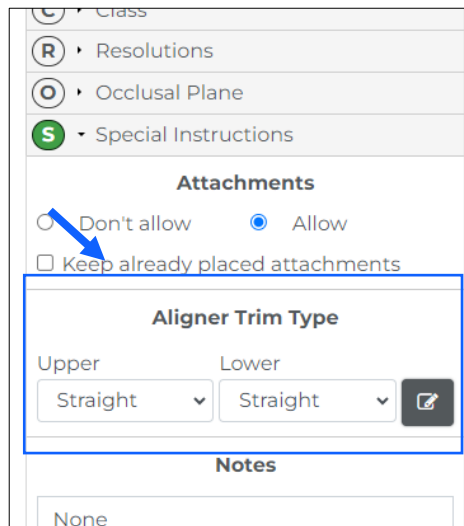 C Class
R Resolutions
O Occlusal Plane
S Special Instructions
Attachments
Don't allow Allow
Keep already placed attachments
Aligner Trim Type
Upper Lower
Straight Straight
Notes
None